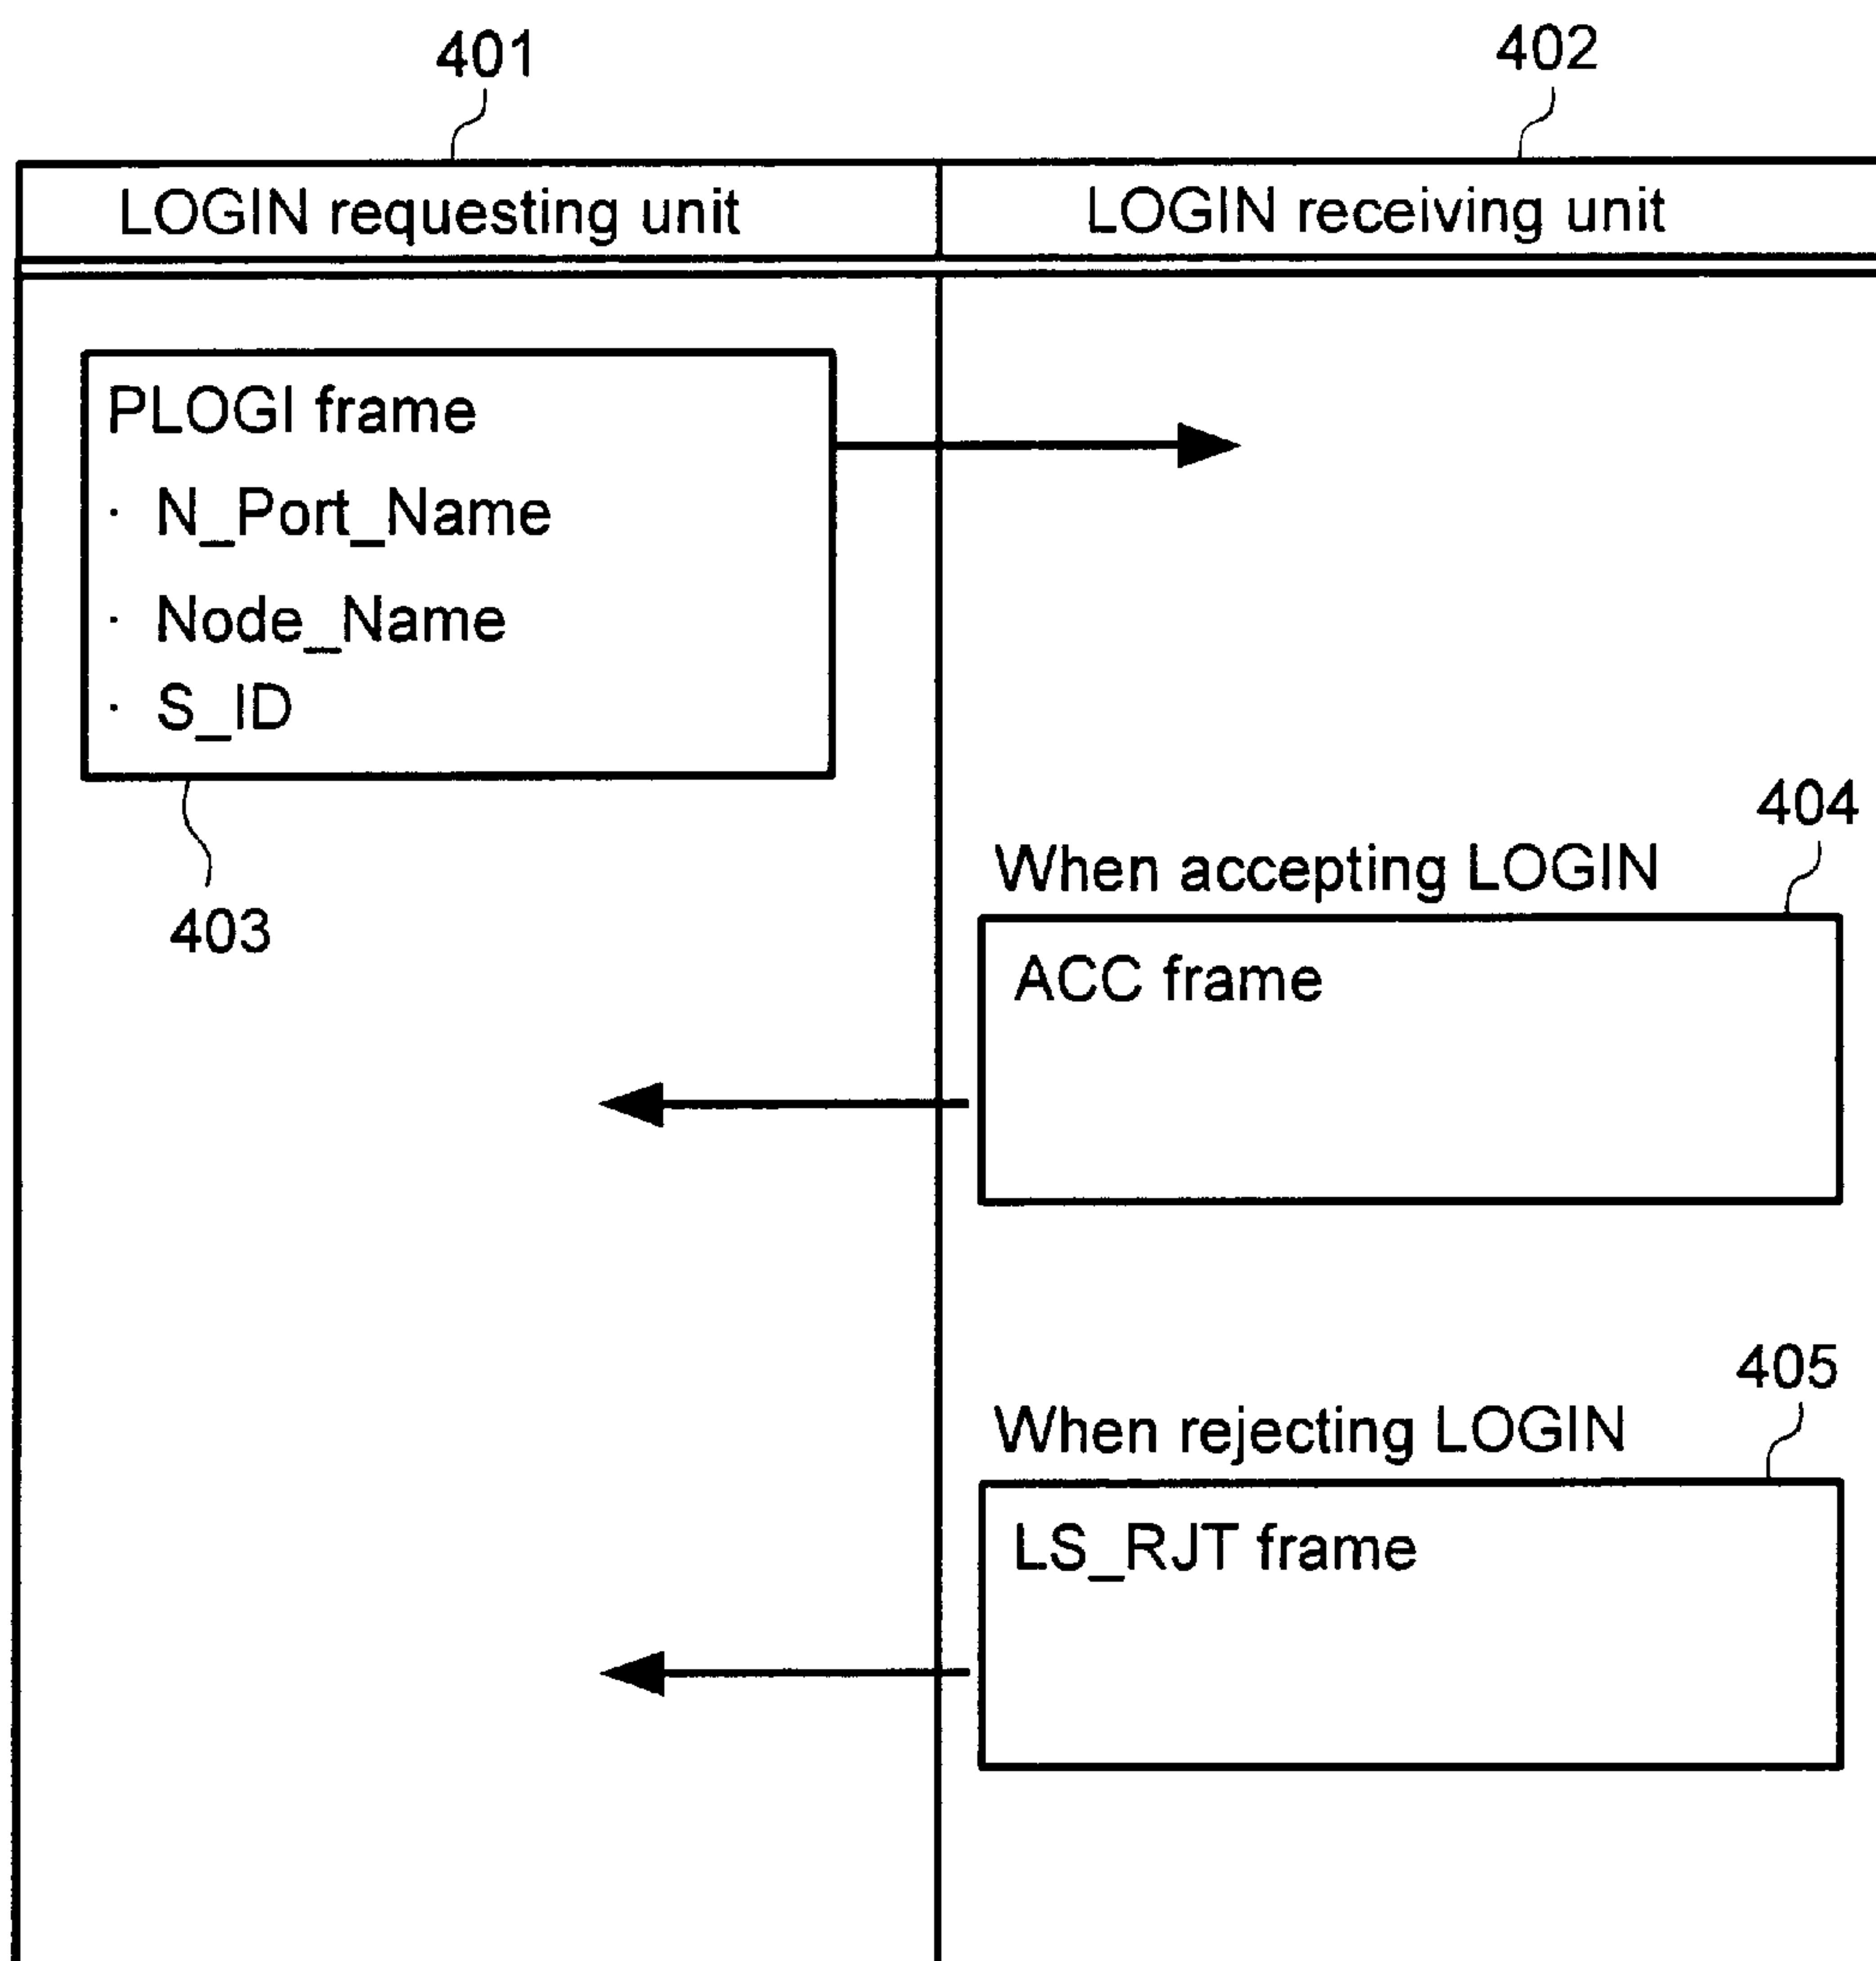 401
402
LOGIN requesting unit
LOGIN receiving unit
PLOGI frame
· N_Port_Name
· Node_Name
· S_ID
403
404
When accepting LOGIN
ACC frame
405
When rejecting LOGIN
LS_RJT frame